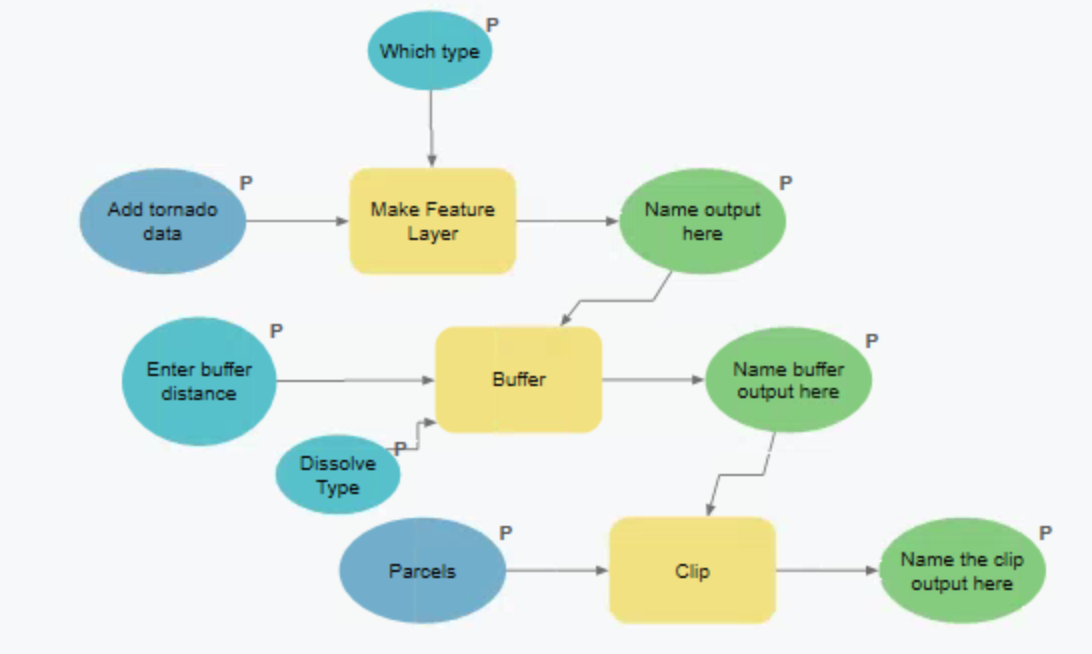 Which type
P
Add tornado
data
P
Make Feature
Layer
Name output
here
P
Enter buffer
distance
P
Buffer
Name buffer
output here
P
Dissolve
Type
P
Parcels
P
Clip
Name the clip
output here
P